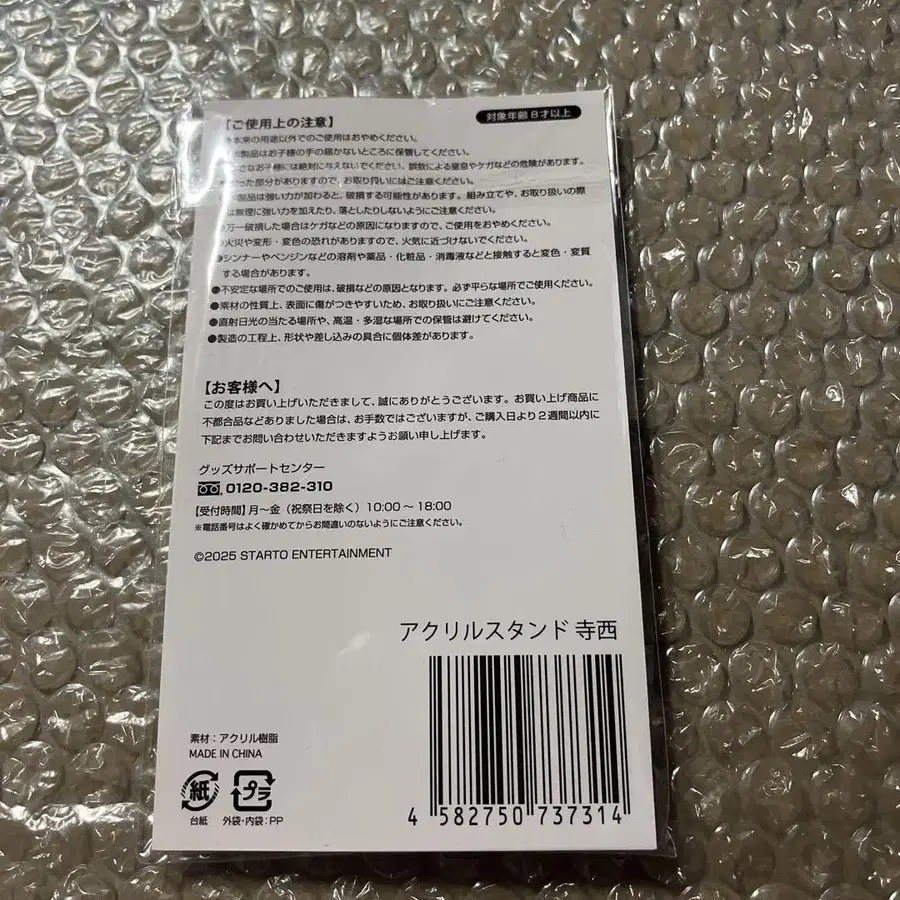 【ご使用上の注意】
対象年齢8才以上
本来の用途以外でのご使用はおやめください。
製品はお子様の手の届かないところに保管してください。
なお子様には絶対に与えないでください。誤飲による窒息やケガなどの危険があります。
った部分がありますので、お取り扱いにはご注意ください。
製品は強い力が加わると、破損する可能性があります。組み立てや、お取り扱いの際
は無理に強い力を加えたり、落としたりしないようにご注意ください。
万一破損した場合はケガなどの原因になりますので、ご使用をおやめください。
●火災や変形・変色の恐れがありますので、火気に近づけないでください。
●シンナーやベンジンなどの溶剤や薬品・化粧品・消毒液などと接触すると変色・変質
する場合があります。
●不安定な場所でのご使用は、破損などの原因となります。必ず平らな場所でご使用ください。
●素材の性質上、表面に傷がつきやすいため、お取り扱いにご注意ください。
●直射日光の当たる場所や、高温・多湿な場所での保管は避けてください。
●製造の工程上、形状や差し込みの具合に個体差があります。
【お客様へ】
この度はお買い上げいただきまして、誠にありがとうございます。お買い上げ商品に
不都合品などありました場合は、お手数ではございますが、ご購入日より2週間以内に
下記までお問い合わせいただきますようお願い申し上げます。
グッズサポートセンター
0120-382-310
【受付時間】月～金（祝祭日を除く）10:00～18:00
※電話番号はよく確かめてからお間違いのないようにご注意ください。
©2025 STARTO ENTERTAINMENT
アクリルスタンド 寺西
素材：アクリル樹脂
MADE IN CHINA
紙 プラ
台紙 外袋・内袋：PP
4 582750 737314